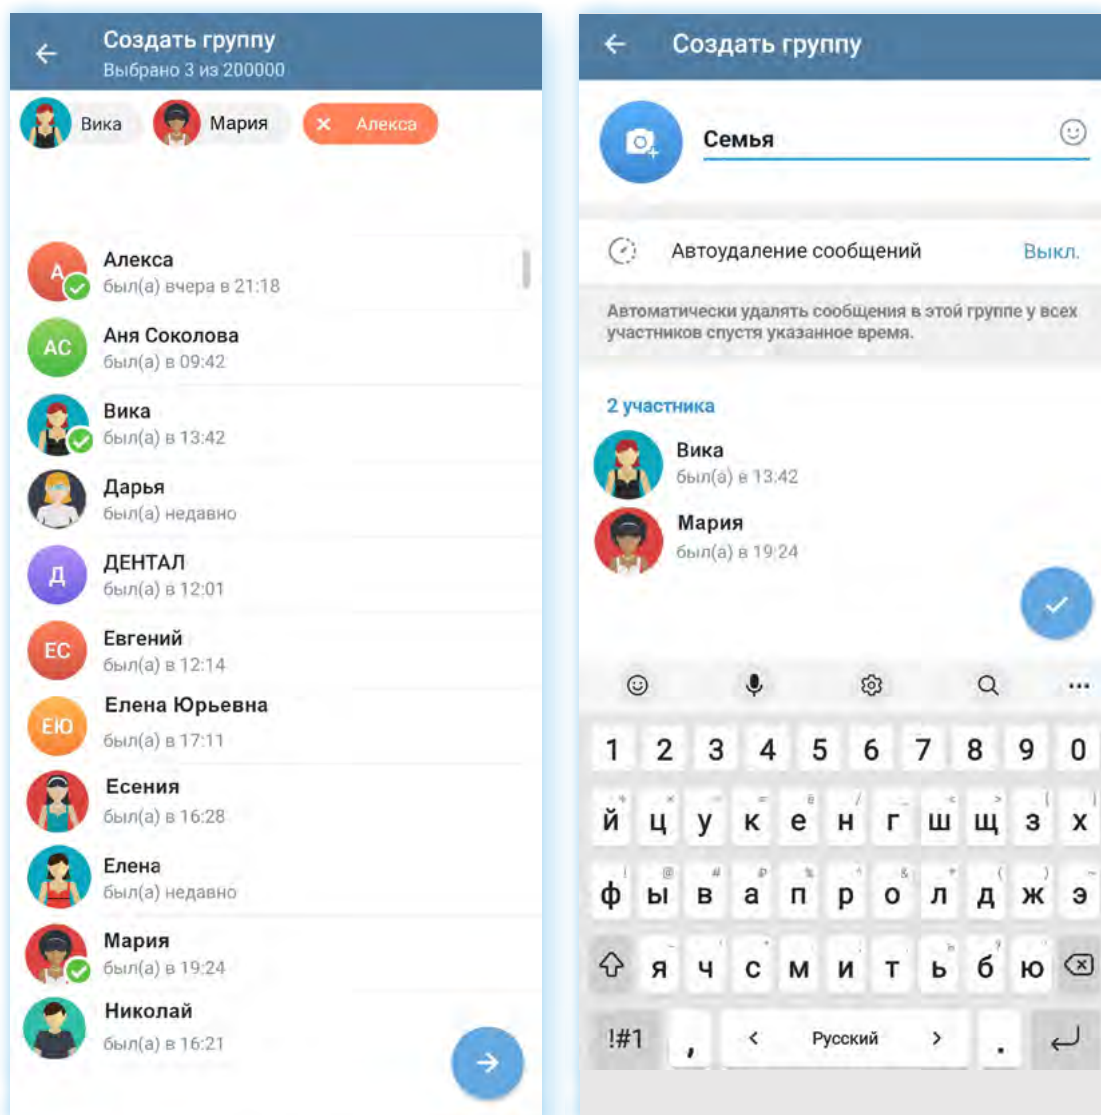 Создать группу
Выбрано 3 из 200000
Вика
Мария
× Алекса
А
Алекса
был(а) вчера в 21:18
АС
Аня Соколова
был(а) в 09:42
Вика
был(а) в 13:42
Дарья
был(а) недавно
Д
ДЕНТАЛ
был(а) в 12:01
ЕС
Евгений
был(а) в 12:14
ЕЮ
Елена Юрьевна
был(а) в 17:11
Есения
был(а) в 16:28
Елена
был(а) недавно
Мария
был(а) в 19:24
Николай
был(а) в 16:21
Создать группу
Семья
Автоудаление сообщений
Выкл.
Автоматически удалять сообщения в этой группе у всех
участников спустя указанное время.
2 участника
Вика
был(а) в 13:42
Мария
был(а) в 19:24
1 2 3 4 5 6 7 8 9 0
й ц у к е н г ш щ з х
ф ы в а п р о л д ж э
я ч с м и т ь б ю
!#1 , < Русский > .